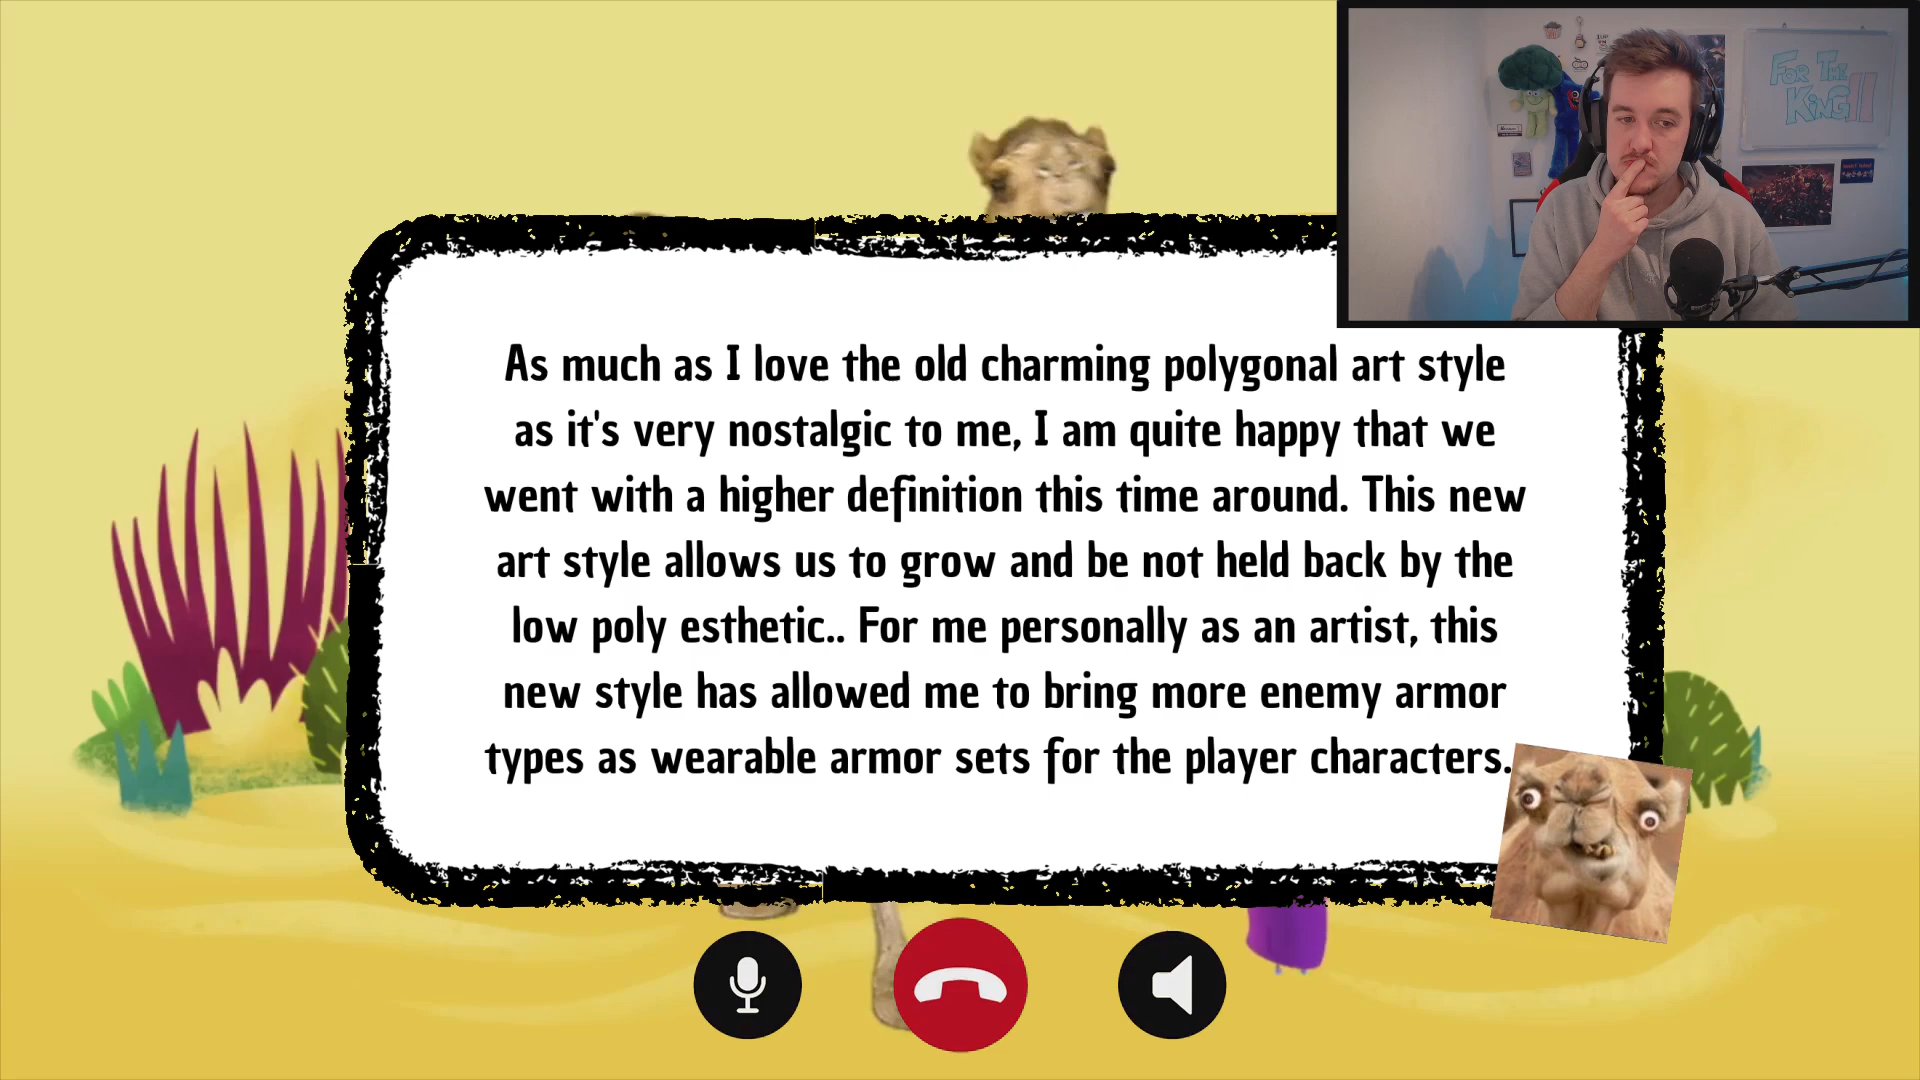 FOR THE
KING II
As much as I love the old charming polygonal art style
as it's very nostalgic to me, I am quite happy that we
went with a higher definition this time around. This new
art style allows us to grow and be not held back by the
low poly esthetic.. For me personally as an artist, this
new style has allowed me to bring more enemy armor
types as wearable armor sets for the player characters.